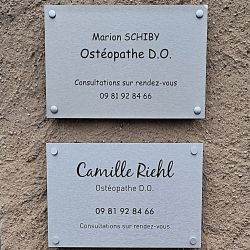 Marion SCHIBY
Ostéopathe D.O.
Consultations sur rendez-vous
09 81 92 84 66
Camille Riehl
Ostéopathe D.O.
09 81 92 84 66
Consultations sur rendez-vous.